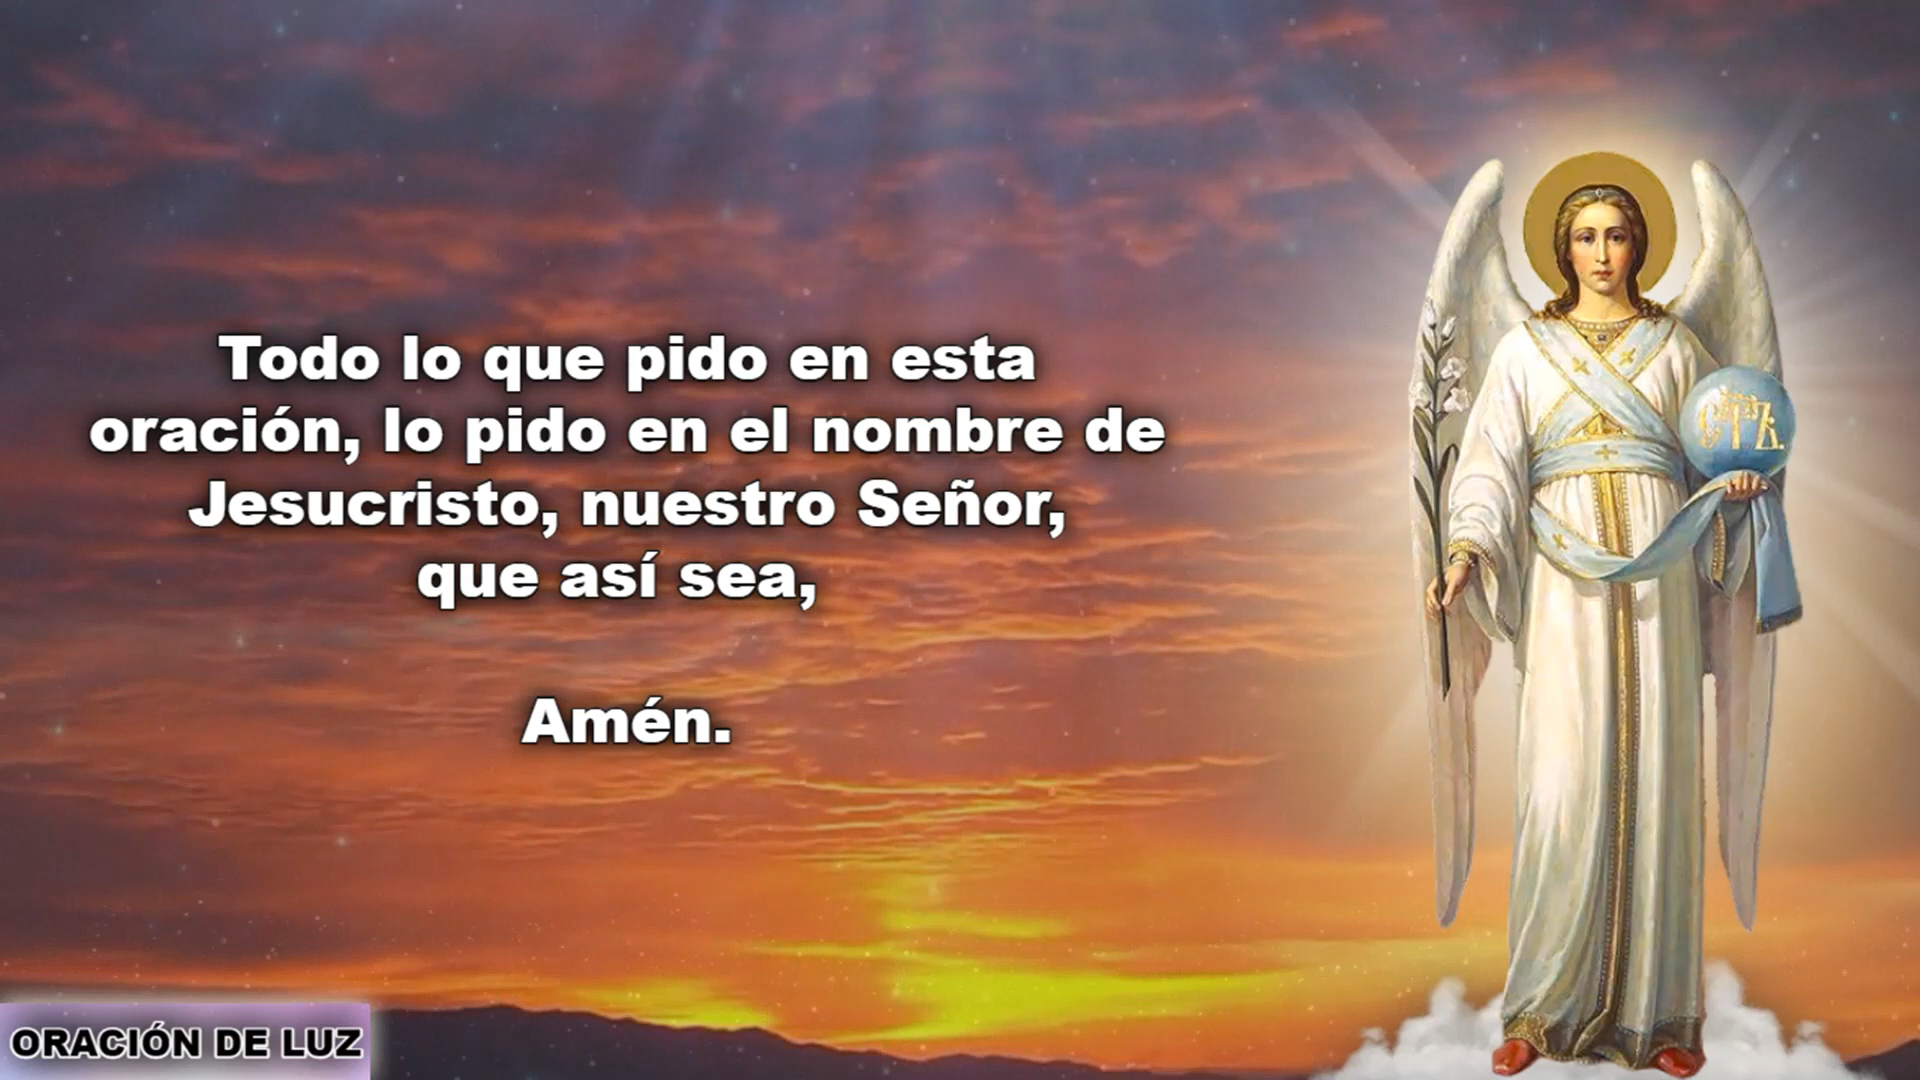 Todo lo que pido en esta
oración, lo pido en el nombre de
Jesucristo, nuestro Señor,
que así sea,
Amén.
ORACIÓN DE LUZ